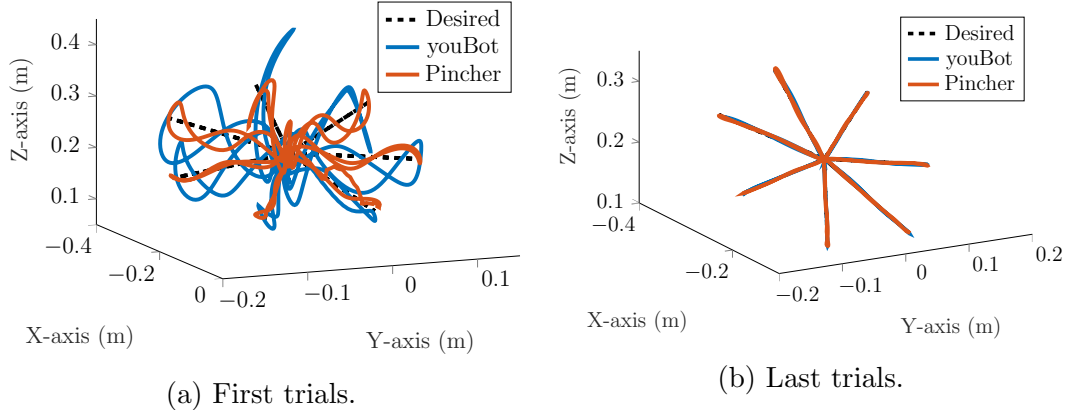 Desired
youBot
Pincher
0.4
0.3
0.2
0.1
Z-axis (m)
−0.4
−0.2
0
X-axis (m)
−0.2
−0.1
0
0.1
Y-axis (m)
(a) First trials.
Desired
youBot
Pincher
0.3
0.2
0.1
Z-axis (m)
−0.4
−0.2
X-axis (m)
−0.2
−0.1
0
0.1
0.2
Y-axis (m)
(b) Last trials.